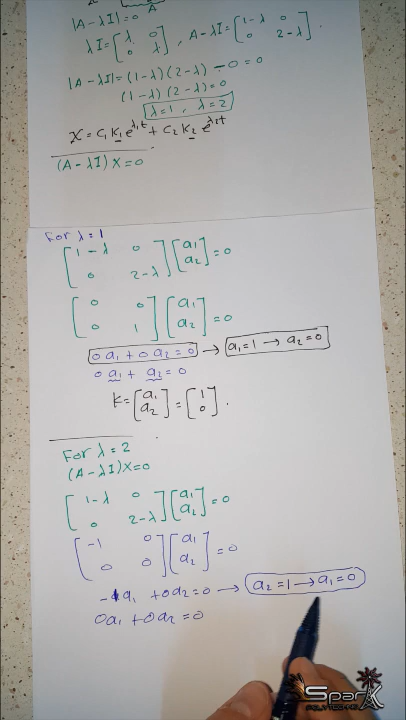 |A-λI|=0
λI=[λ 0 0 λ], A-λI=[1-λ 0 0 2-λ].
|A-λI|=(1-λ)(2-λ)-0=0
(1-λ)(2-λ)=0
λ=1, λ=2
X=c₁K₁e^λ₁t+c₂K₂e^λ₂t
(A-λI)X=0
For λ=1
[1-λ 0 0 2-λ][a₁ a₂]=0
[0 0 0 1][a₁ a₂]=0
0a₁+0a₂=0 → a₁=1 → a₂=0
0a₁+a₂=0
K=[a₁ a₂]=[1 0].
For λ=2
(A-λI)X=0
[1-λ 0 0 2-λ][a₁ a₂]=0
[-1 0 0 0][a₁ a₂]=0
-1a₁+0a₂=0 → a₂=1→a₁=0
0a₁+0a₂=0
Spark